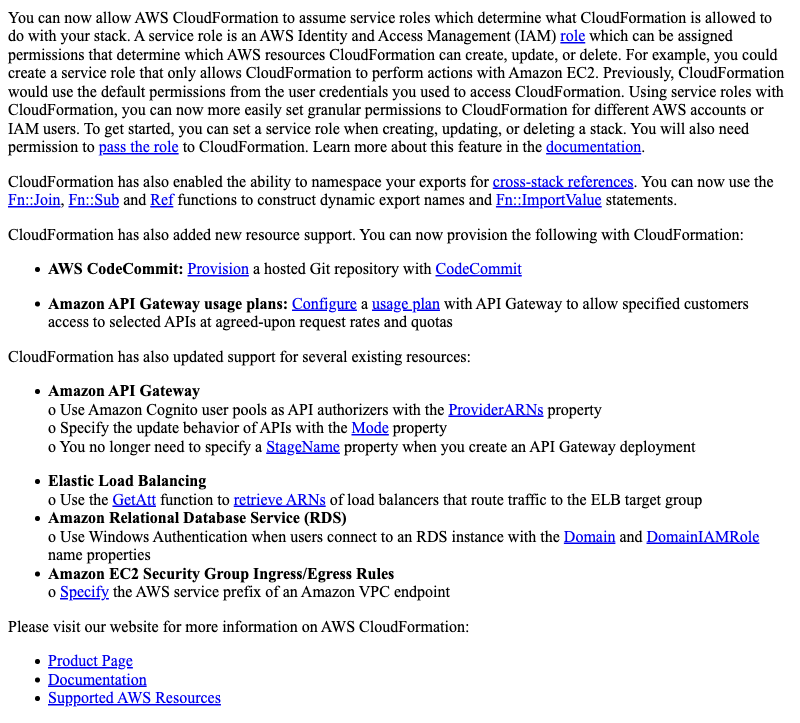 You can now allow AWS CloudFormation to assume service roles which determine what CloudFormation is allowed to
do with your stack. A service role is an AWS Identity and Access Management (IAM) role which can be assigned
permissions that determine which AWS resources CloudFormation can create, update, or delete. For example, you could
create a service role that only allows CloudFormation to perform actions with Amazon EC2. Previously, CloudFormation
would use the default permissions from the user credentials you used to access CloudFormation. Using service roles with
CloudFormation, you can now more easily set granular permissions to CloudFormation for different AWS accounts or
IAM users. To get started, you can set a service role when creating, updating, or deleting a stack. You will also need
permission to pass the role to CloudFormation. Learn more about this feature in the documentation.
CloudFormation has also enabled the ability to namespace your exports for cross-stack references. You can now use the
Fn::Join, Fn::Sub and Ref functions to construct dynamic export names and Fn::ImportValue statements.
CloudFormation has also added new resource support. You can now provision the following with CloudFormation:
• AWS CodeCommit: Provision a hosted Git repository with CodeCommit
• Amazon API Gateway usage plans: Configure a usage plan with API Gateway to allow specified customers
access to selected APIs at agreed-upon request rates and quotas
CloudFormation has also updated support for several existing resources:
• Amazon API Gateway
o Use Amazon Cognito user pools as API authorizers with the ProviderARNs property
o Specify the update behavior of APIs with the Mode property
o You no longer need to specify a StageName property when you create an API Gateway deployment
• Elastic Load Balancing
o Use the GetAtt function to retrieve ARNs of load balancers that route traffic to the ELB target group
• Amazon Relational Database Service (RDS)
o Use Windows Authentication when users connect to an RDS instance with the Domain and DomainIAMRole
name properties
• Amazon EC2 Security Group Ingress/Egress Rules
o Specify the AWS service prefix of an Amazon VPC endpoint
Please visit our website for more information on AWS CloudFormation:
• Product Page
• Documentation
• Supported AWS Resources